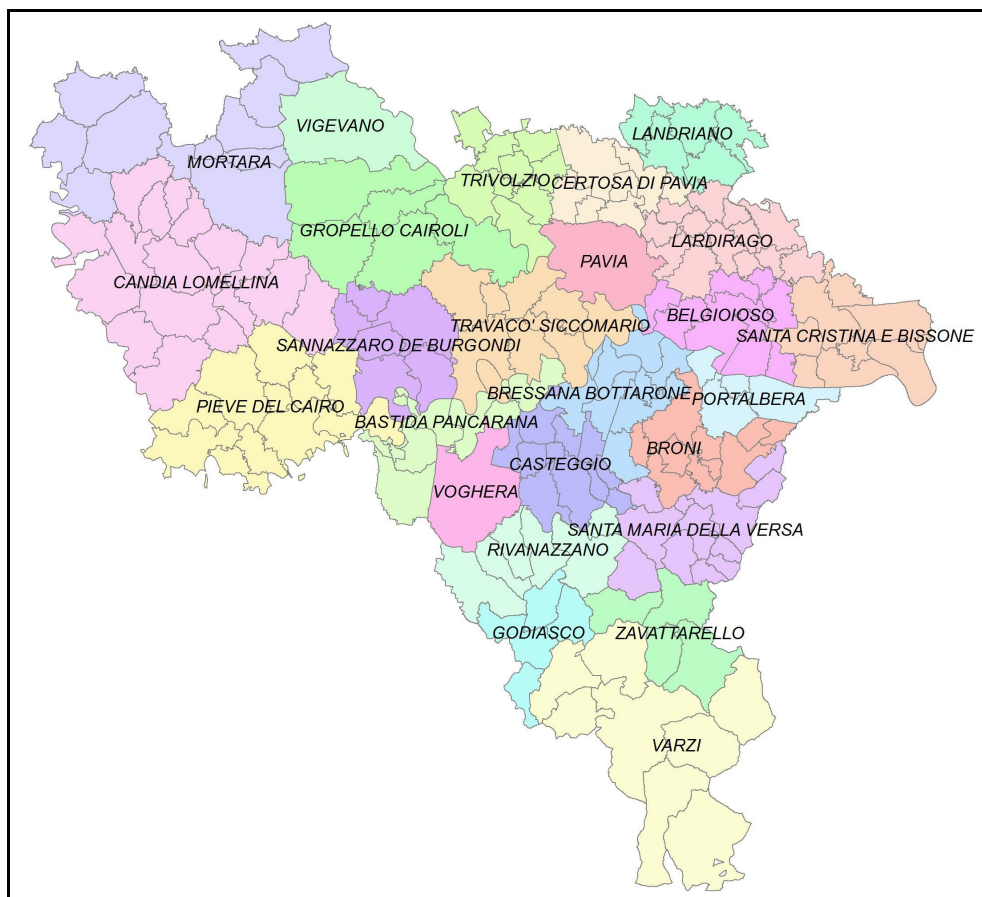 VIGEVANO
LANDRIANO
MORTARA
TRIVOLZIO
CERTOSA DI PAVIA
GROPELLO CAIROLI
LARDIRAGO
PAVIA
CANDIA LOMELLINA
BELGIOIOSO
TRAVACO' SICCOMARIO
SANTA CRISTINA E BISSONE
SANNAZZARO DE BURGONDI
BRESSANA BOTTARONE
PORTALBERA
PIEVE DEL CAIRO
BASTIDA PANCARANA
BRONI
CASTEGGIO
VOGHERA
SANTA MARIA DELLA VERSA
RIVANAZZANO
GODIASCO
ZAVATTARELLO
VARZI